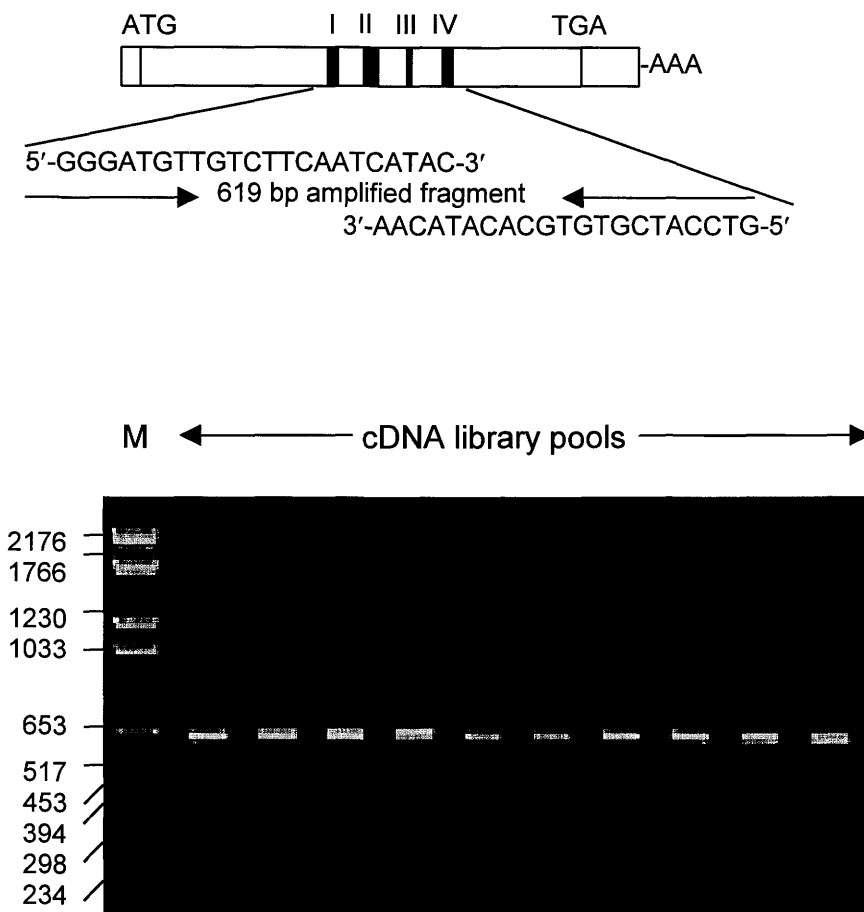 ATG I II III IV TGA
-AAA
5′-GGGATGTTGTCTTCAATCATAC-3′
619 bp amplified fragment
3′-AACATACACGTGTGCTACCTG-5′
M cDNA library pools
2176
1766
1230
1033
653
517
453
394
298
234